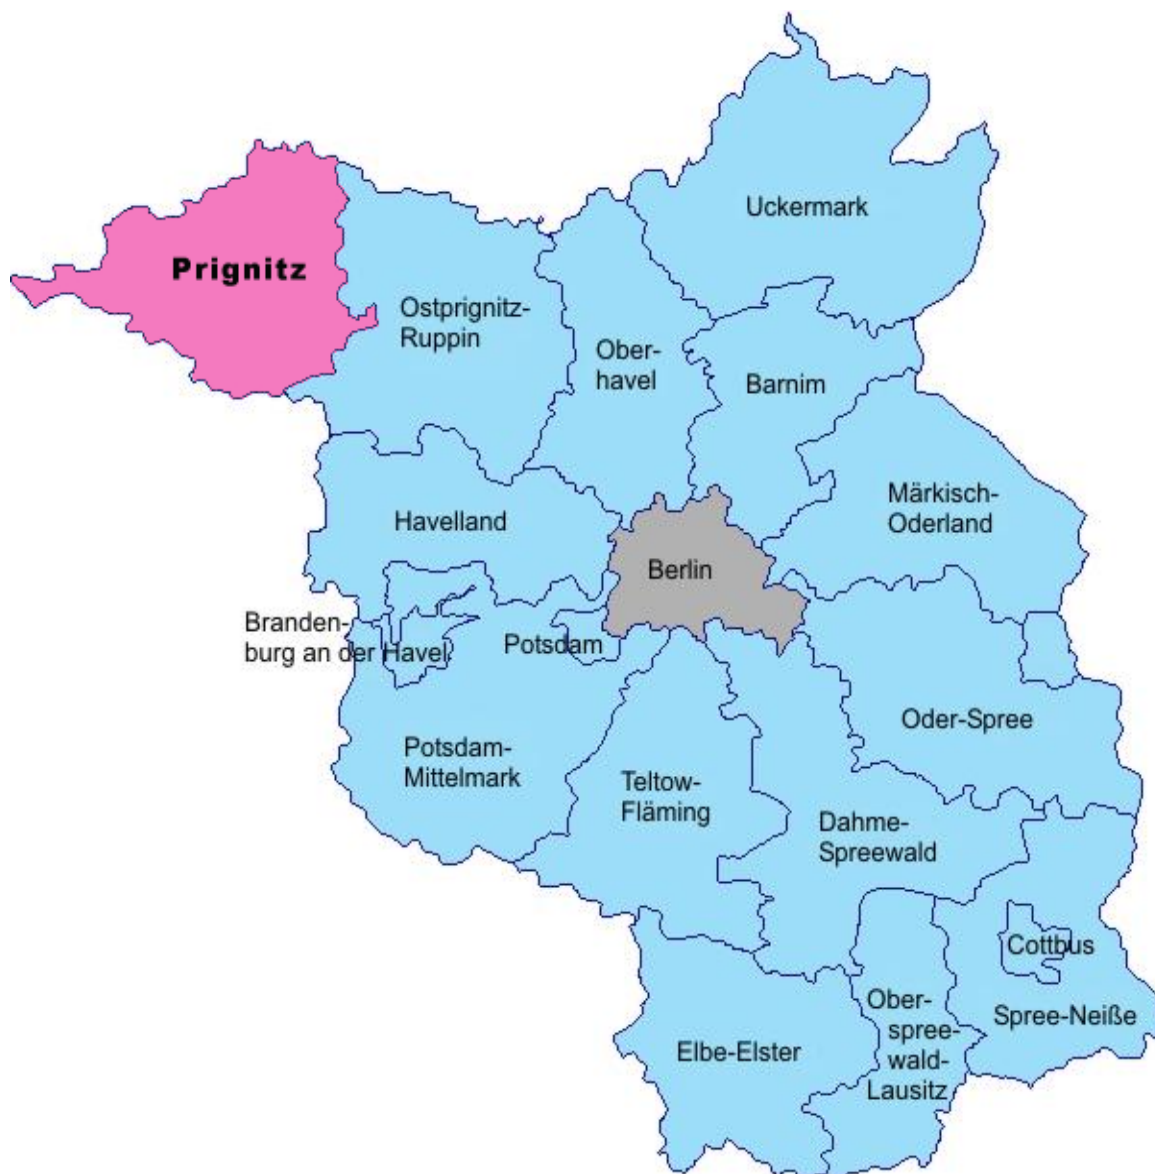 Uckermark
Prignitz
Ostprignitz-
Ruppin
Ober-
havel
Barnim
Märkisch-
Oderland
Havelland
Berlin
Branden-
burg an der Havel
Potsdam
Oder-Spree
Potsdam-
Mittelmark
Teltow-
Fläming
Dahme-
Spreewald
Cottbus
Spree-Neiße
Ober-
spree-
wald-
Lausitz
Elbe-Elster